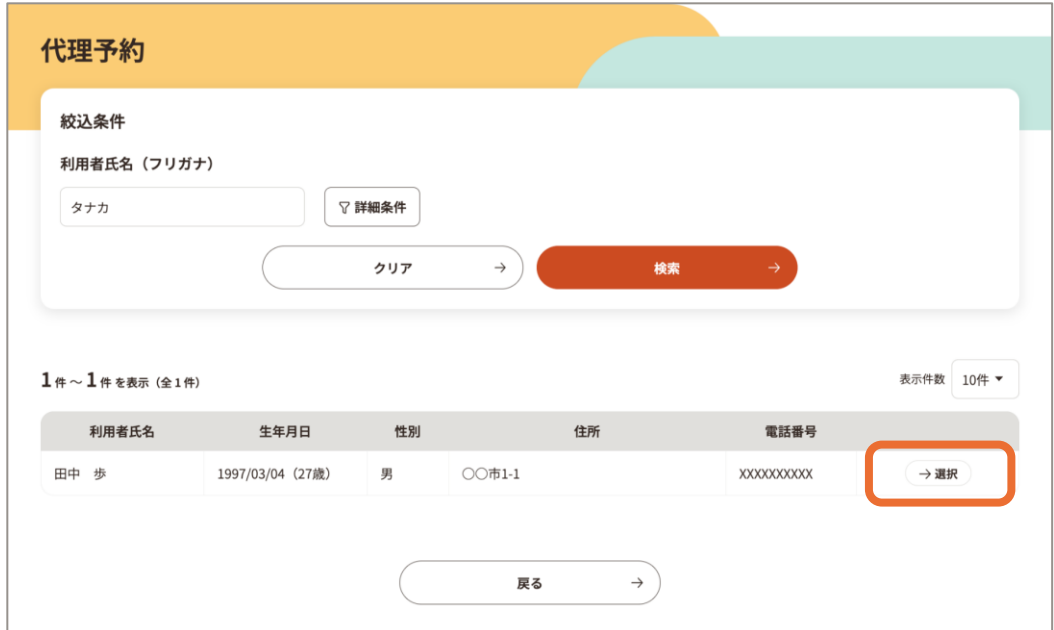 代理予約
絞込条件
利用者氏名（フリガナ）
タナカ 詳細条件
クリア → 検索 →
1件～1件を表示（全1件） 表示件数 10件
利用者氏名 生年月日 性別 住所 電話番号
田中　歩 1997/03/04（27歳） 男 〇〇市1-1 XXXXXXXXXX →選択
戻る →